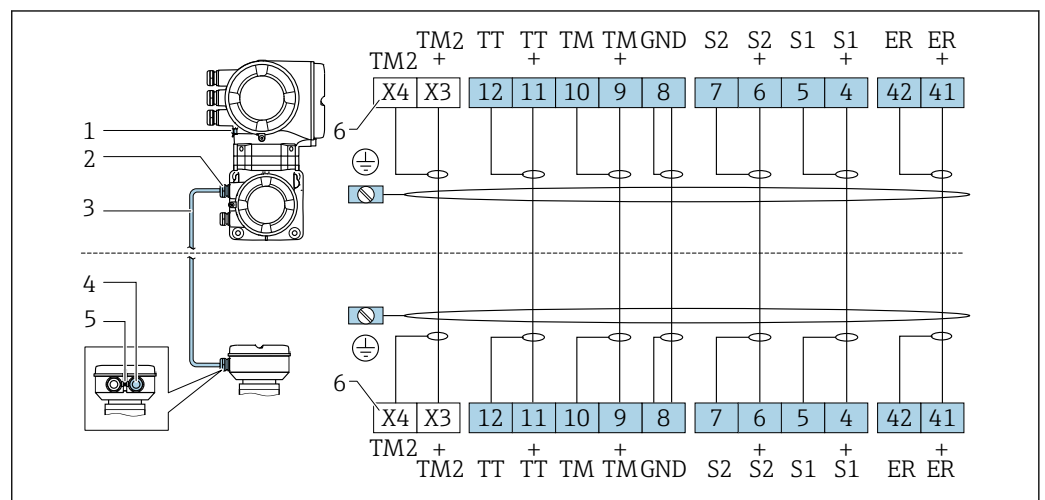 TM2 TT TT TM TM GND S2 S2 S1 S1 ER ER
TM2 + + + + + +
X4 X3 12 11 10 9 8 7 6 5 4 42 41
6
1
2
3
4
5
6
X4 X3 12 11 10 9 8 7 6 5 4 42 41
TM2 + + + + + +
TM2 TT TT TM TM GND S2 S2 S1 S1 ER ER